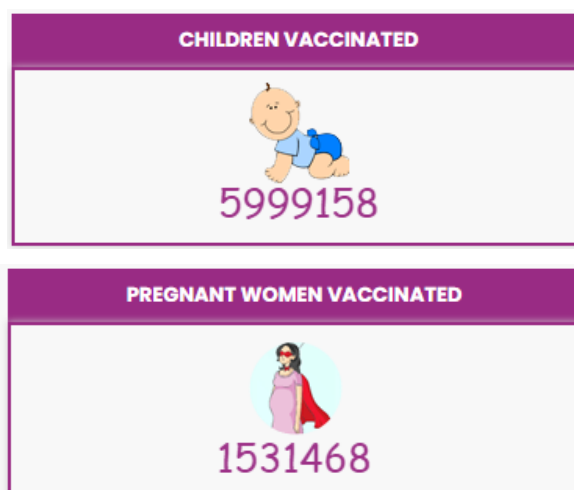 CHILDREN VACCINATED
5999158
PREGNANT WOMEN VACCINATED
1531468